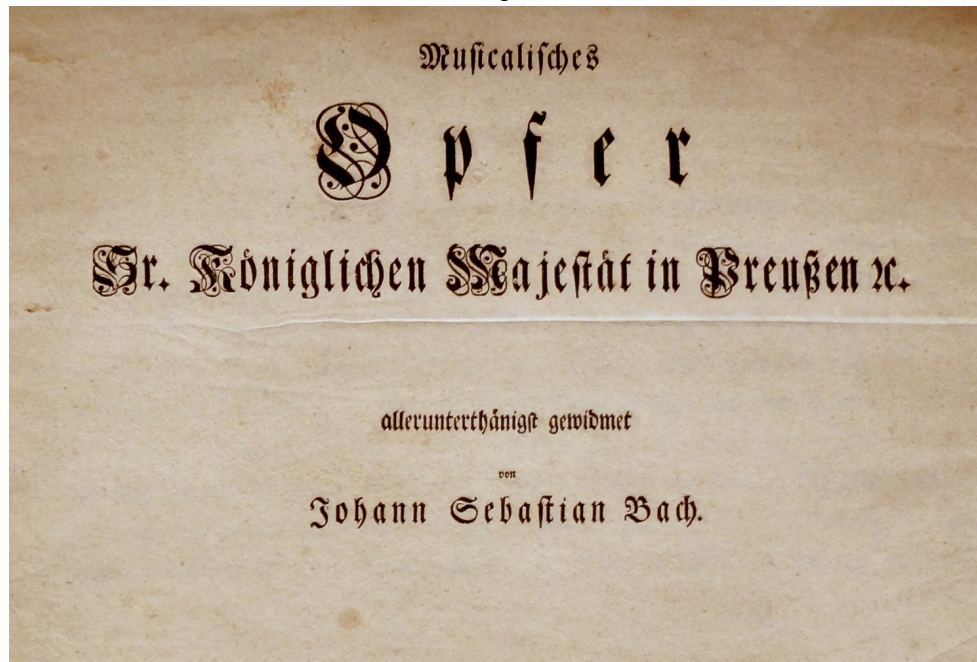 Muſicaliſches
Opfer
Sr. Königlichen Majeſtät in Preußen ꝛc.
allerunterthänigſt gewidmet
von
Johann Sebaſtian Bach.